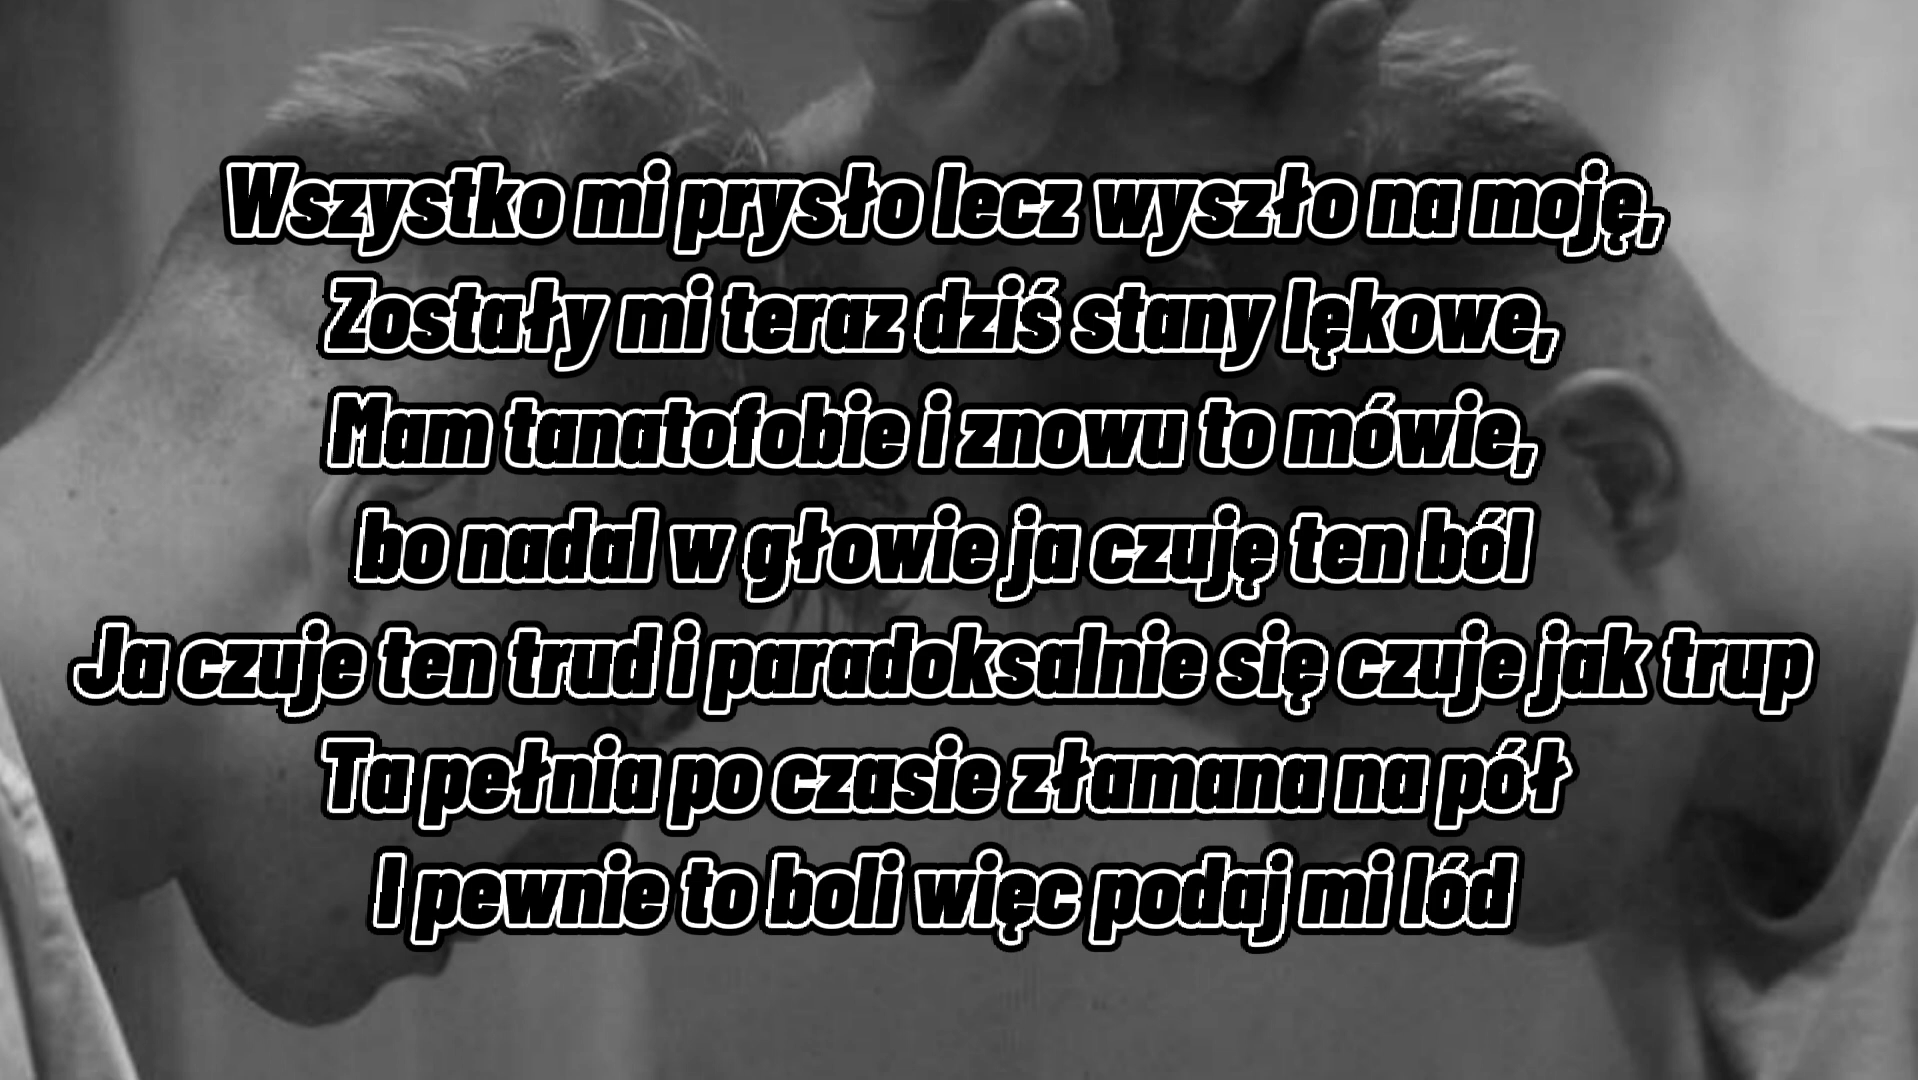 Wszystko mi prysło lecz wyszło na moję,
Zostały mi teraz dziś stany lękowe,
Mam tanatofobie i znowu to mówie,
bo nadal w głowie ja czuję ten ból
Ja czuje ten trud i paradoksalnie się czuje jak trup
Ta pełnia po czasie złamana na pół
I pewnie to boli więc podaj mi lód